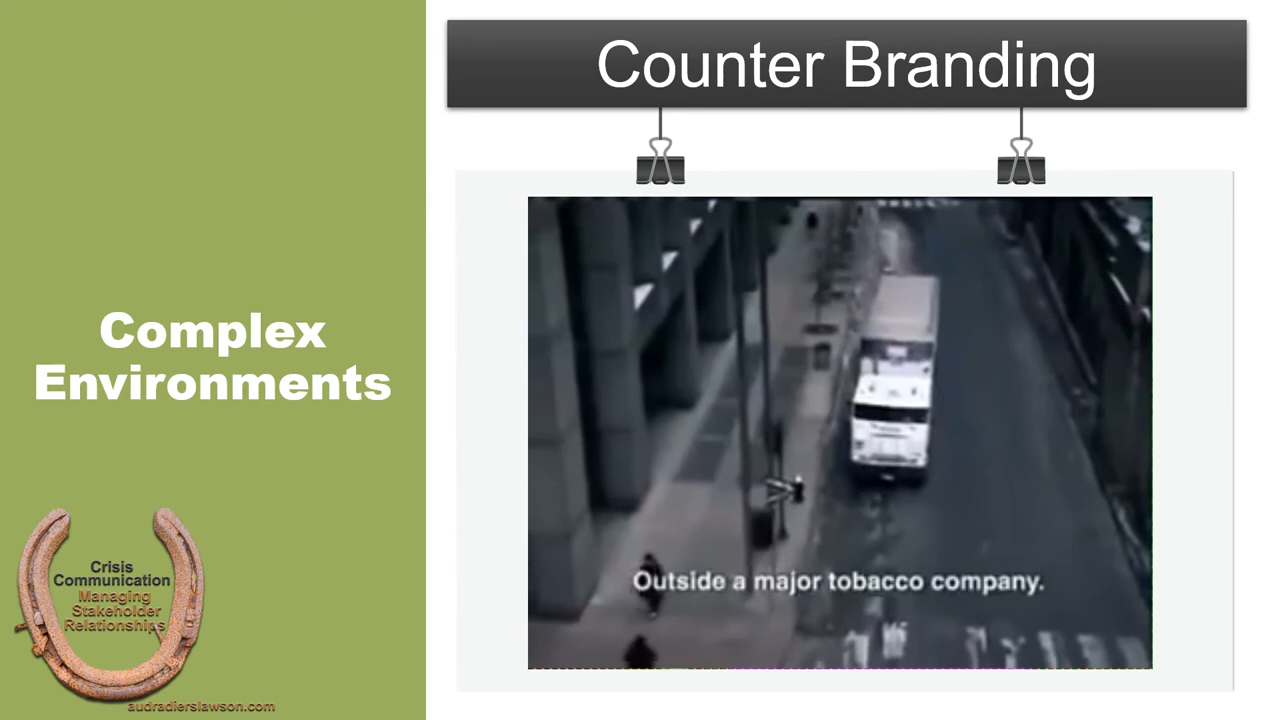 Counter Branding
Complex
Environments
Outside a major tobacco company.
Crisis
Communication
Managing
Stakeholder
Relationships
audradierslawson.com